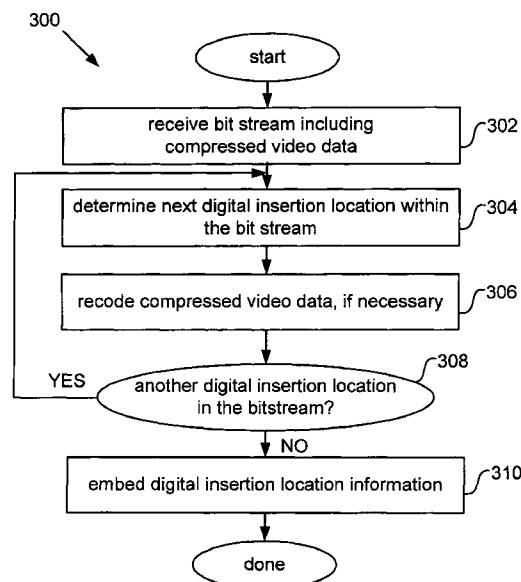 300
start
receive bit stream including
compressed video data
302
determine next digital insertion location within
the bit stream
304
recode compressed video data, if necessary
306
308
YES
another digital insertion location
in the bitstream?
NO
embed digital insertion location information
310
done